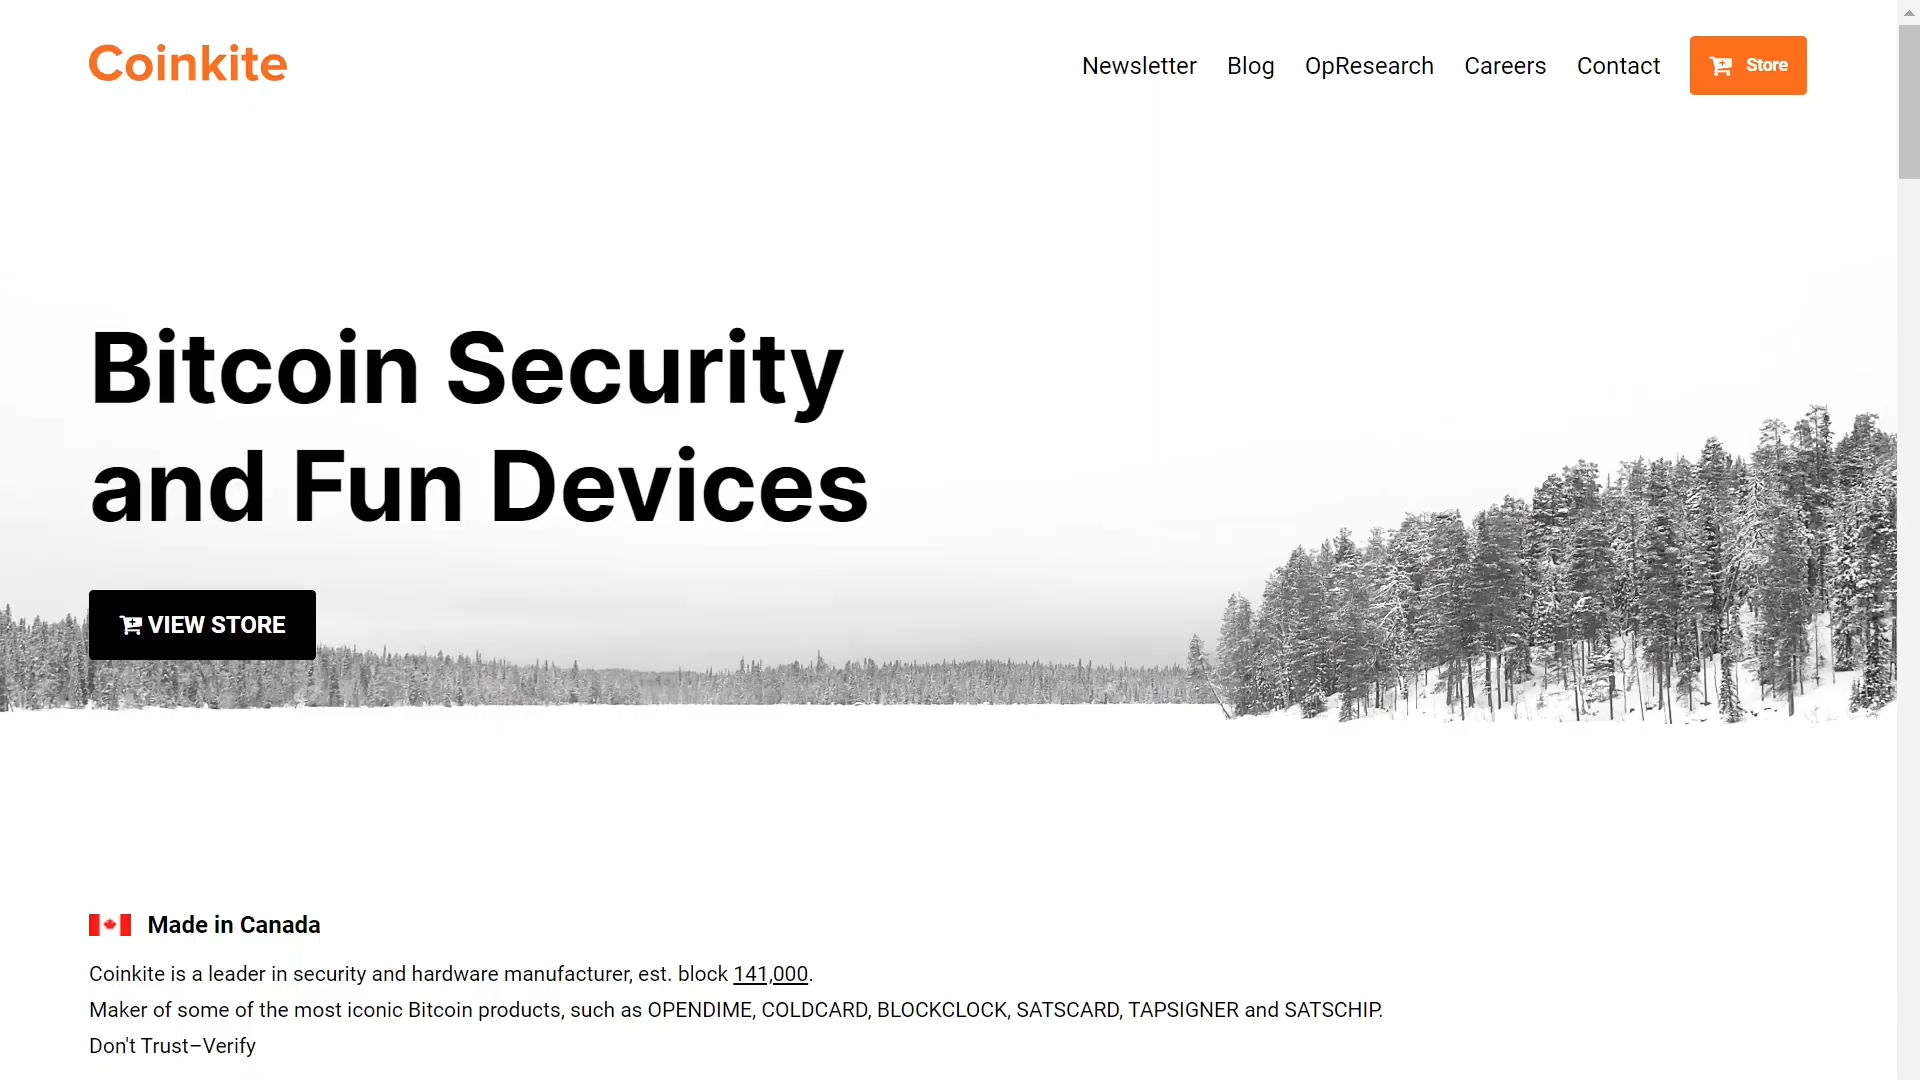 Coinkite
Newsletter Blog OpResearch Careers Contact Store
Bitcoin Security
and Fun Devices
VIEW STORE
Made in Canada
Coinkite is a leader in security and hardware manufacturer, est. block 141,000.
Maker of some of the most iconic Bitcoin products, such as OPENDIME, COLDCARD, BLOCKCLOCK, SATSCARD, TAPSIGNER and SATSCHIP.
Don't Trust–Verify